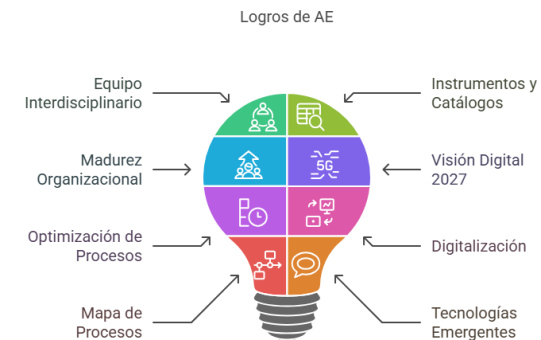 Logros de AE
Equipo
Interdisciplinario
Instrumentos y
Catálogos
Madurez
Organizacional
5G
Visión Digital
2027
Optimización de
Procesos
Digitalización
Mapa de
Procesos
Tecnologías
Emergentes